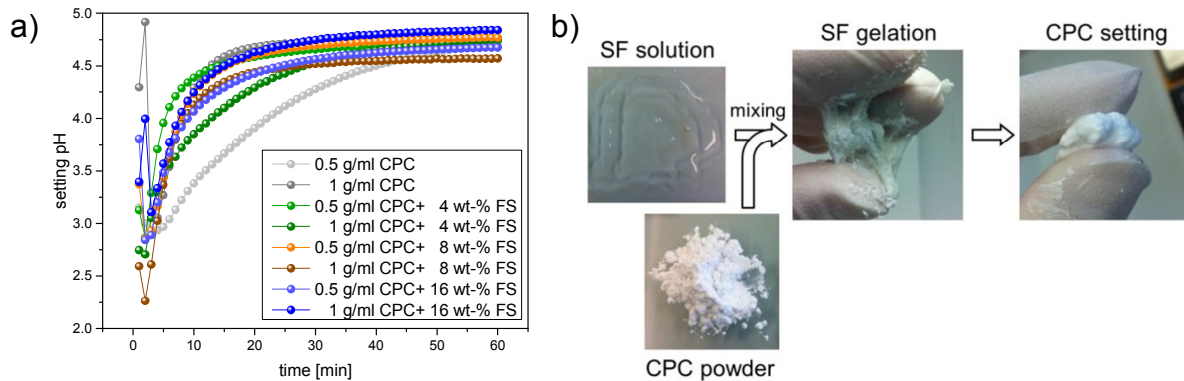 a)
setting pH
5.0
4.5
4.0
3.5
3.0
2.5
2.0
0.5 g/ml CPC
1 g/ml CPC
0.5 g/ml CPC+ 4 wt-% FS
1 g/ml CPC+ 4 wt-% FS
0.5 g/ml CPC+ 8 wt-% FS
1 g/ml CPC+ 8 wt-% FS
0.5 g/ml CPC+ 16 wt-% FS
1 g/ml CPC+ 16 wt-% FS
0 10 20 30 40 50 60
time [min]
b)
SF solution
mixing
CPC powder
SF gelation
CPC setting